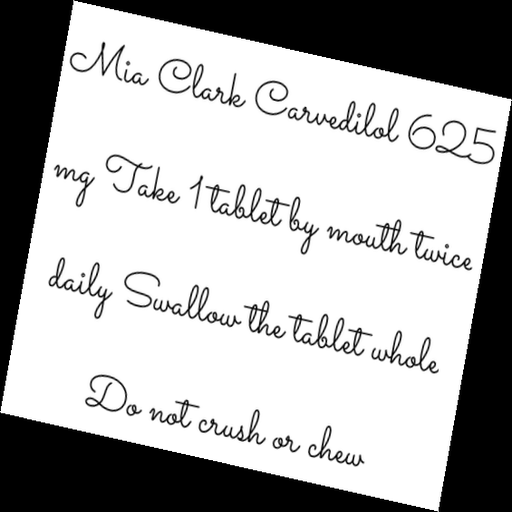 Mia Clark Carvedilol 625
mg Take 1 tablet by mouth twice
daily Swallow the tablet whole
Do not crush or chew